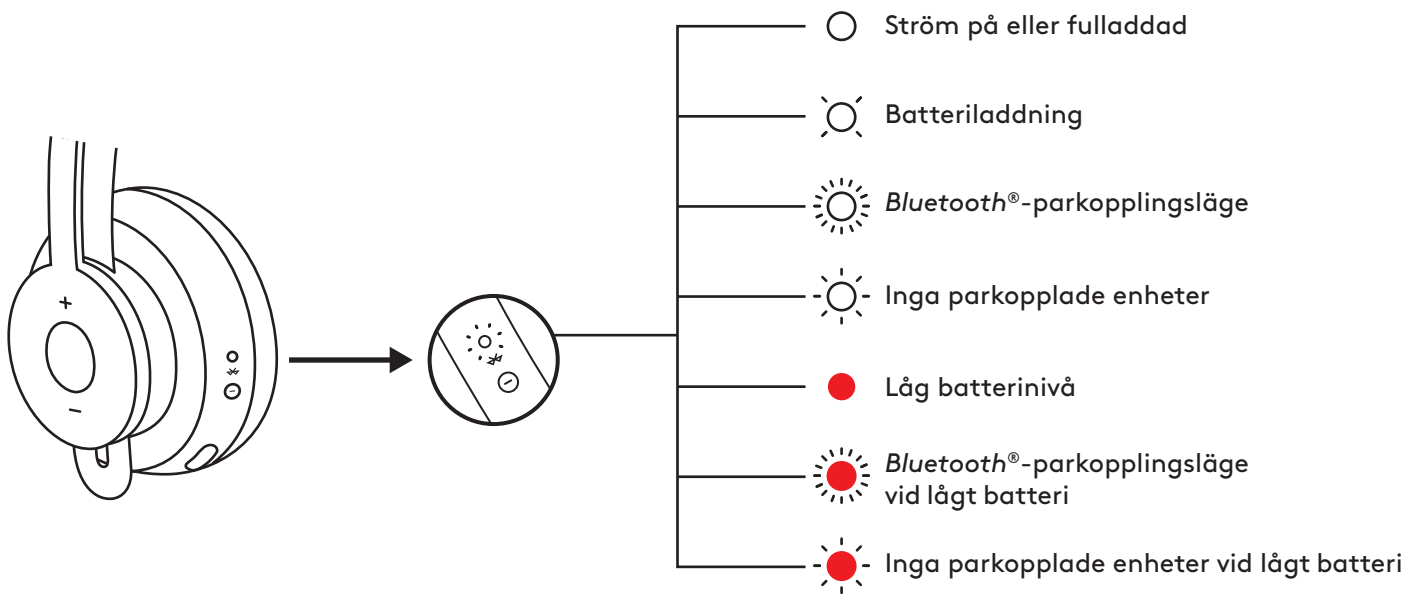 Ström på eller fulladdad
Batteriladdning
Bluetooth®-parkopplingsläge
Inga parkopplade enheter
Låg batterinivå
Bluetooth®-parkopplingsläge
vid lågt batteri
Inga parkopplade enheter vid lågt batteri